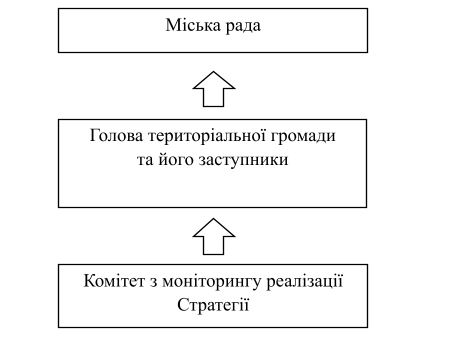 Міська рада
Голова територіальної громади
та його заступники
Комітет з моніторингу реалізації
Стратегії